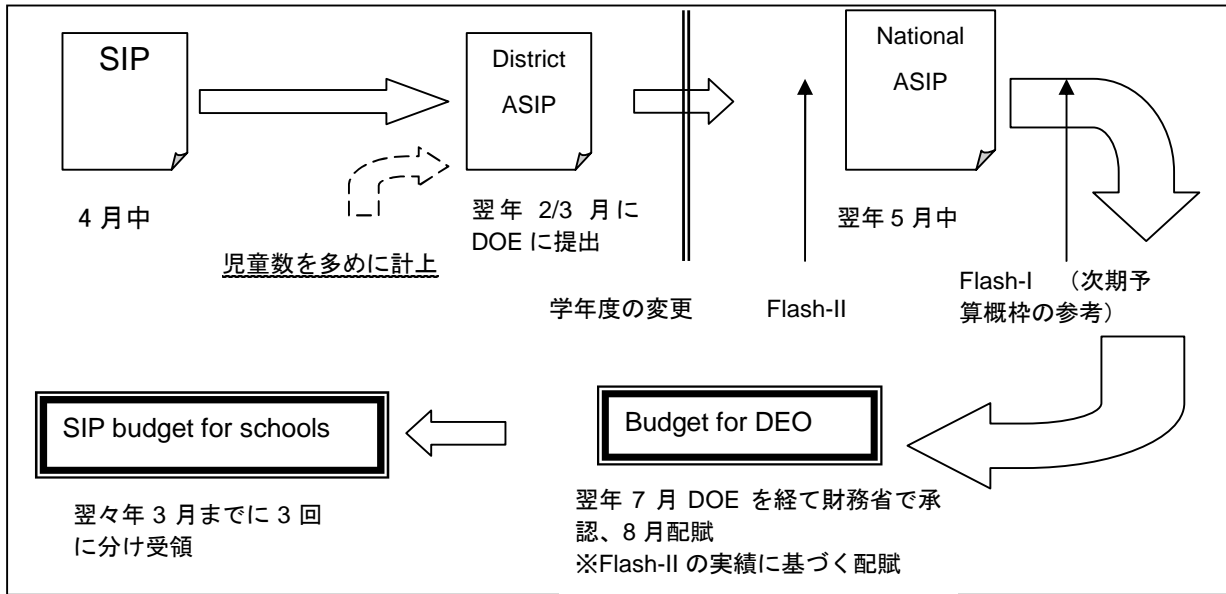 SIP
District
ASIP
National
ASIP
4 月中
翌年 2/3 月に
DOE に提出
翌年 5 月中
児童数を多めに計上
学年度の変更
Flash-II
Flash-I （次期予
算概枠の参考）
SIP budget for schools
Budget for DEO
翌々年 3 月までに 3 回
に分け受領
翌年 7 月 DOE を経て財務省で承
認、8 月配賦
※Flash-II の実績に基づく配賦